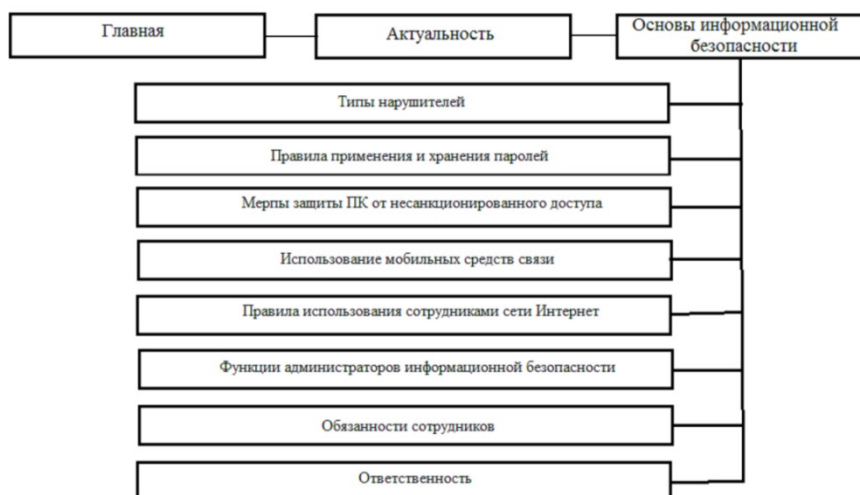 Главная
Актуальность
Основы информационной
безопасности
Типы нарушителей
Правила применения и хранения паролей
Мерпы защиты ПК от несанкционированного доступа
Использование мобильных средств связи
Правила использования сотрудниками сети Интернет
Функции администраторов информационной безопасности
Обязанности сотрудников
Ответственность